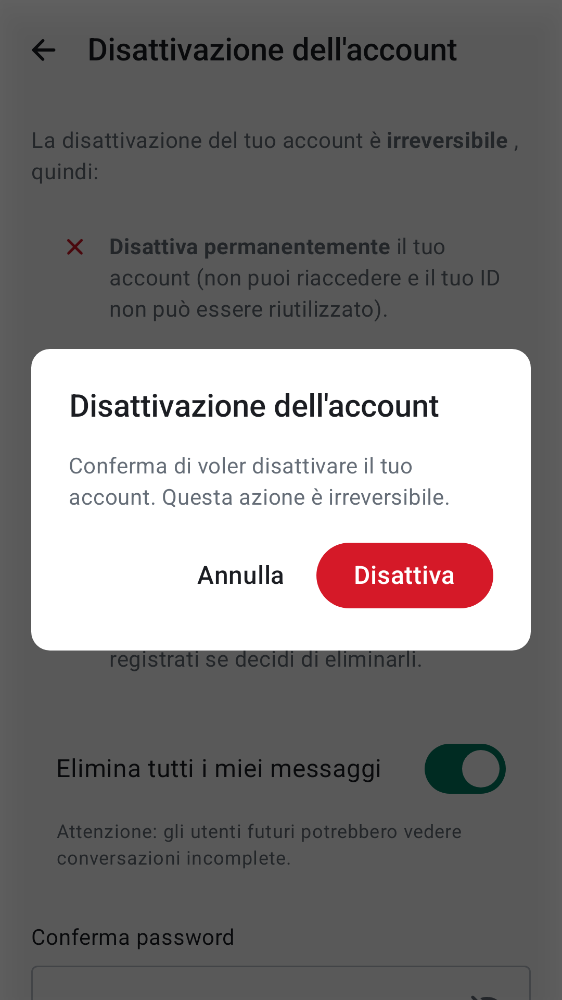 Disattivazione dell'account
La disattivazione del tuo account è irreversibile ,
quindi:
Disattiva permanentemente il tuo
account (non puoi riaccedere e il tuo ID
non può essere riutilizzato).
Disattivazione dell'account
Conferma di voler disattivare il tuo
account. Questa azione è irreversibile.
Annulla
Disattiva
registrati se decidi di eliminarli.
Elimina tutti i miei messaggi
Attenzione: gli utenti futuri potrebbero vedere
conversazioni incomplete.
Conferma password